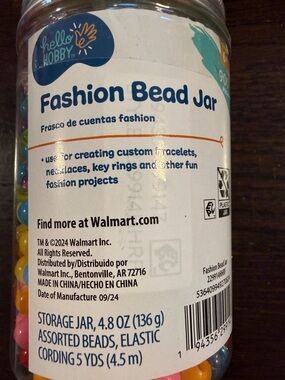 hello
HOBBY
Fashion Bead Jar
Frasco de cuentas fashion
• use for creating custom bracelets,
necklaces, key rings and other fun
fashion projects
Find more at Walmart.com
TM & ©2024 Walmart Inc.
All Rights Reserved.
Distributed by/Distribuido por
Walmart Inc., Bentonville, AR 72716
MADE IN CHINA/HECHO EN CHINA
Date of Manufacture 09/24
STORAGE JAR, 4.8 OZ (136 g)
ASSORTED BEADS, ELASTIC
CORDING 5 YDS (4.5 m)
Fashion Bead Jar